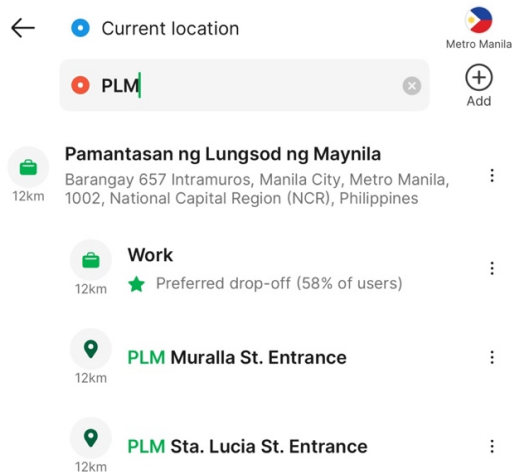 Current location
Metro Manila
PLM
Add
Pamantasan ng Lungsod ng Maynila
Barangay 657 Intramuros, Manila City, Metro Manila,
1002, National Capital Region (NCR), Philippines
12km
Work
Preferred drop-off (58% of users)
12km
PLM Muralla St. Entrance
12km
PLM Sta. Lucia St. Entrance
12km